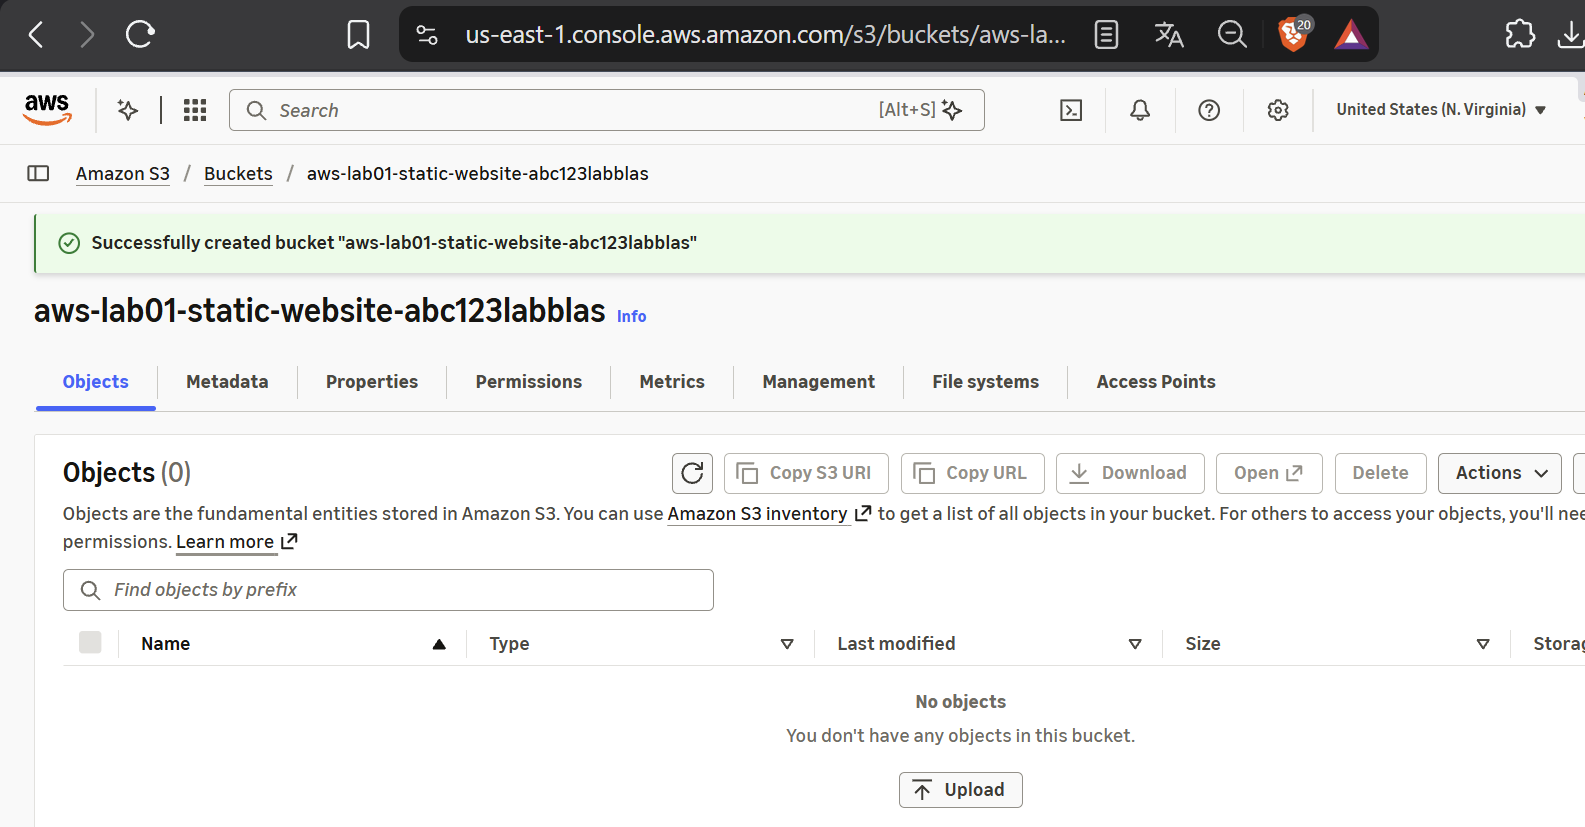 us-east-1.console.aws.amazon.com/s3/buckets/aws-la...
20
aws
Search
[Alt+S]
United States (N. Virginia)
Amazon S3 / Buckets / aws-lab01-static-website-abc123labblas
Successfully created bucket "aws-lab01-static-website-abc123labblas"
aws-lab01-static-website-abc123labblas Info
Objects Metadata Properties Permissions Metrics Management File systems Access Points
Objects (0)
Copy S3 URI Copy URL Download Open Delete Actions
Objects are the fundamental entities stored in Amazon S3. You can use Amazon S3 inventory to get a list of all objects in your bucket. For others to access your objects, you'll
permissions. Learn more
Find objects by prefix
Name Type Last modified Size
No objects
You don't have any objects in this bucket.
Upload